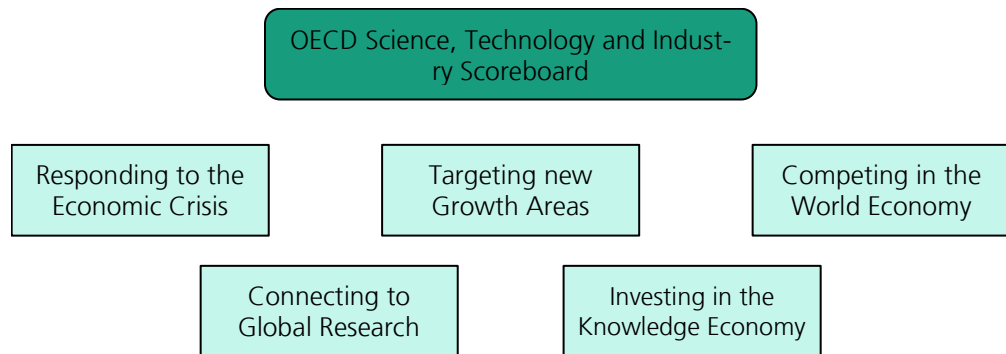 OECD Science, Technology and Indust-
ry Scoreboard
Responding to the
Economic Crisis
Targeting new
Growth Areas
Competing in the
World Economy
Connecting to
Global Research
Investing in the
Knowledge Economy